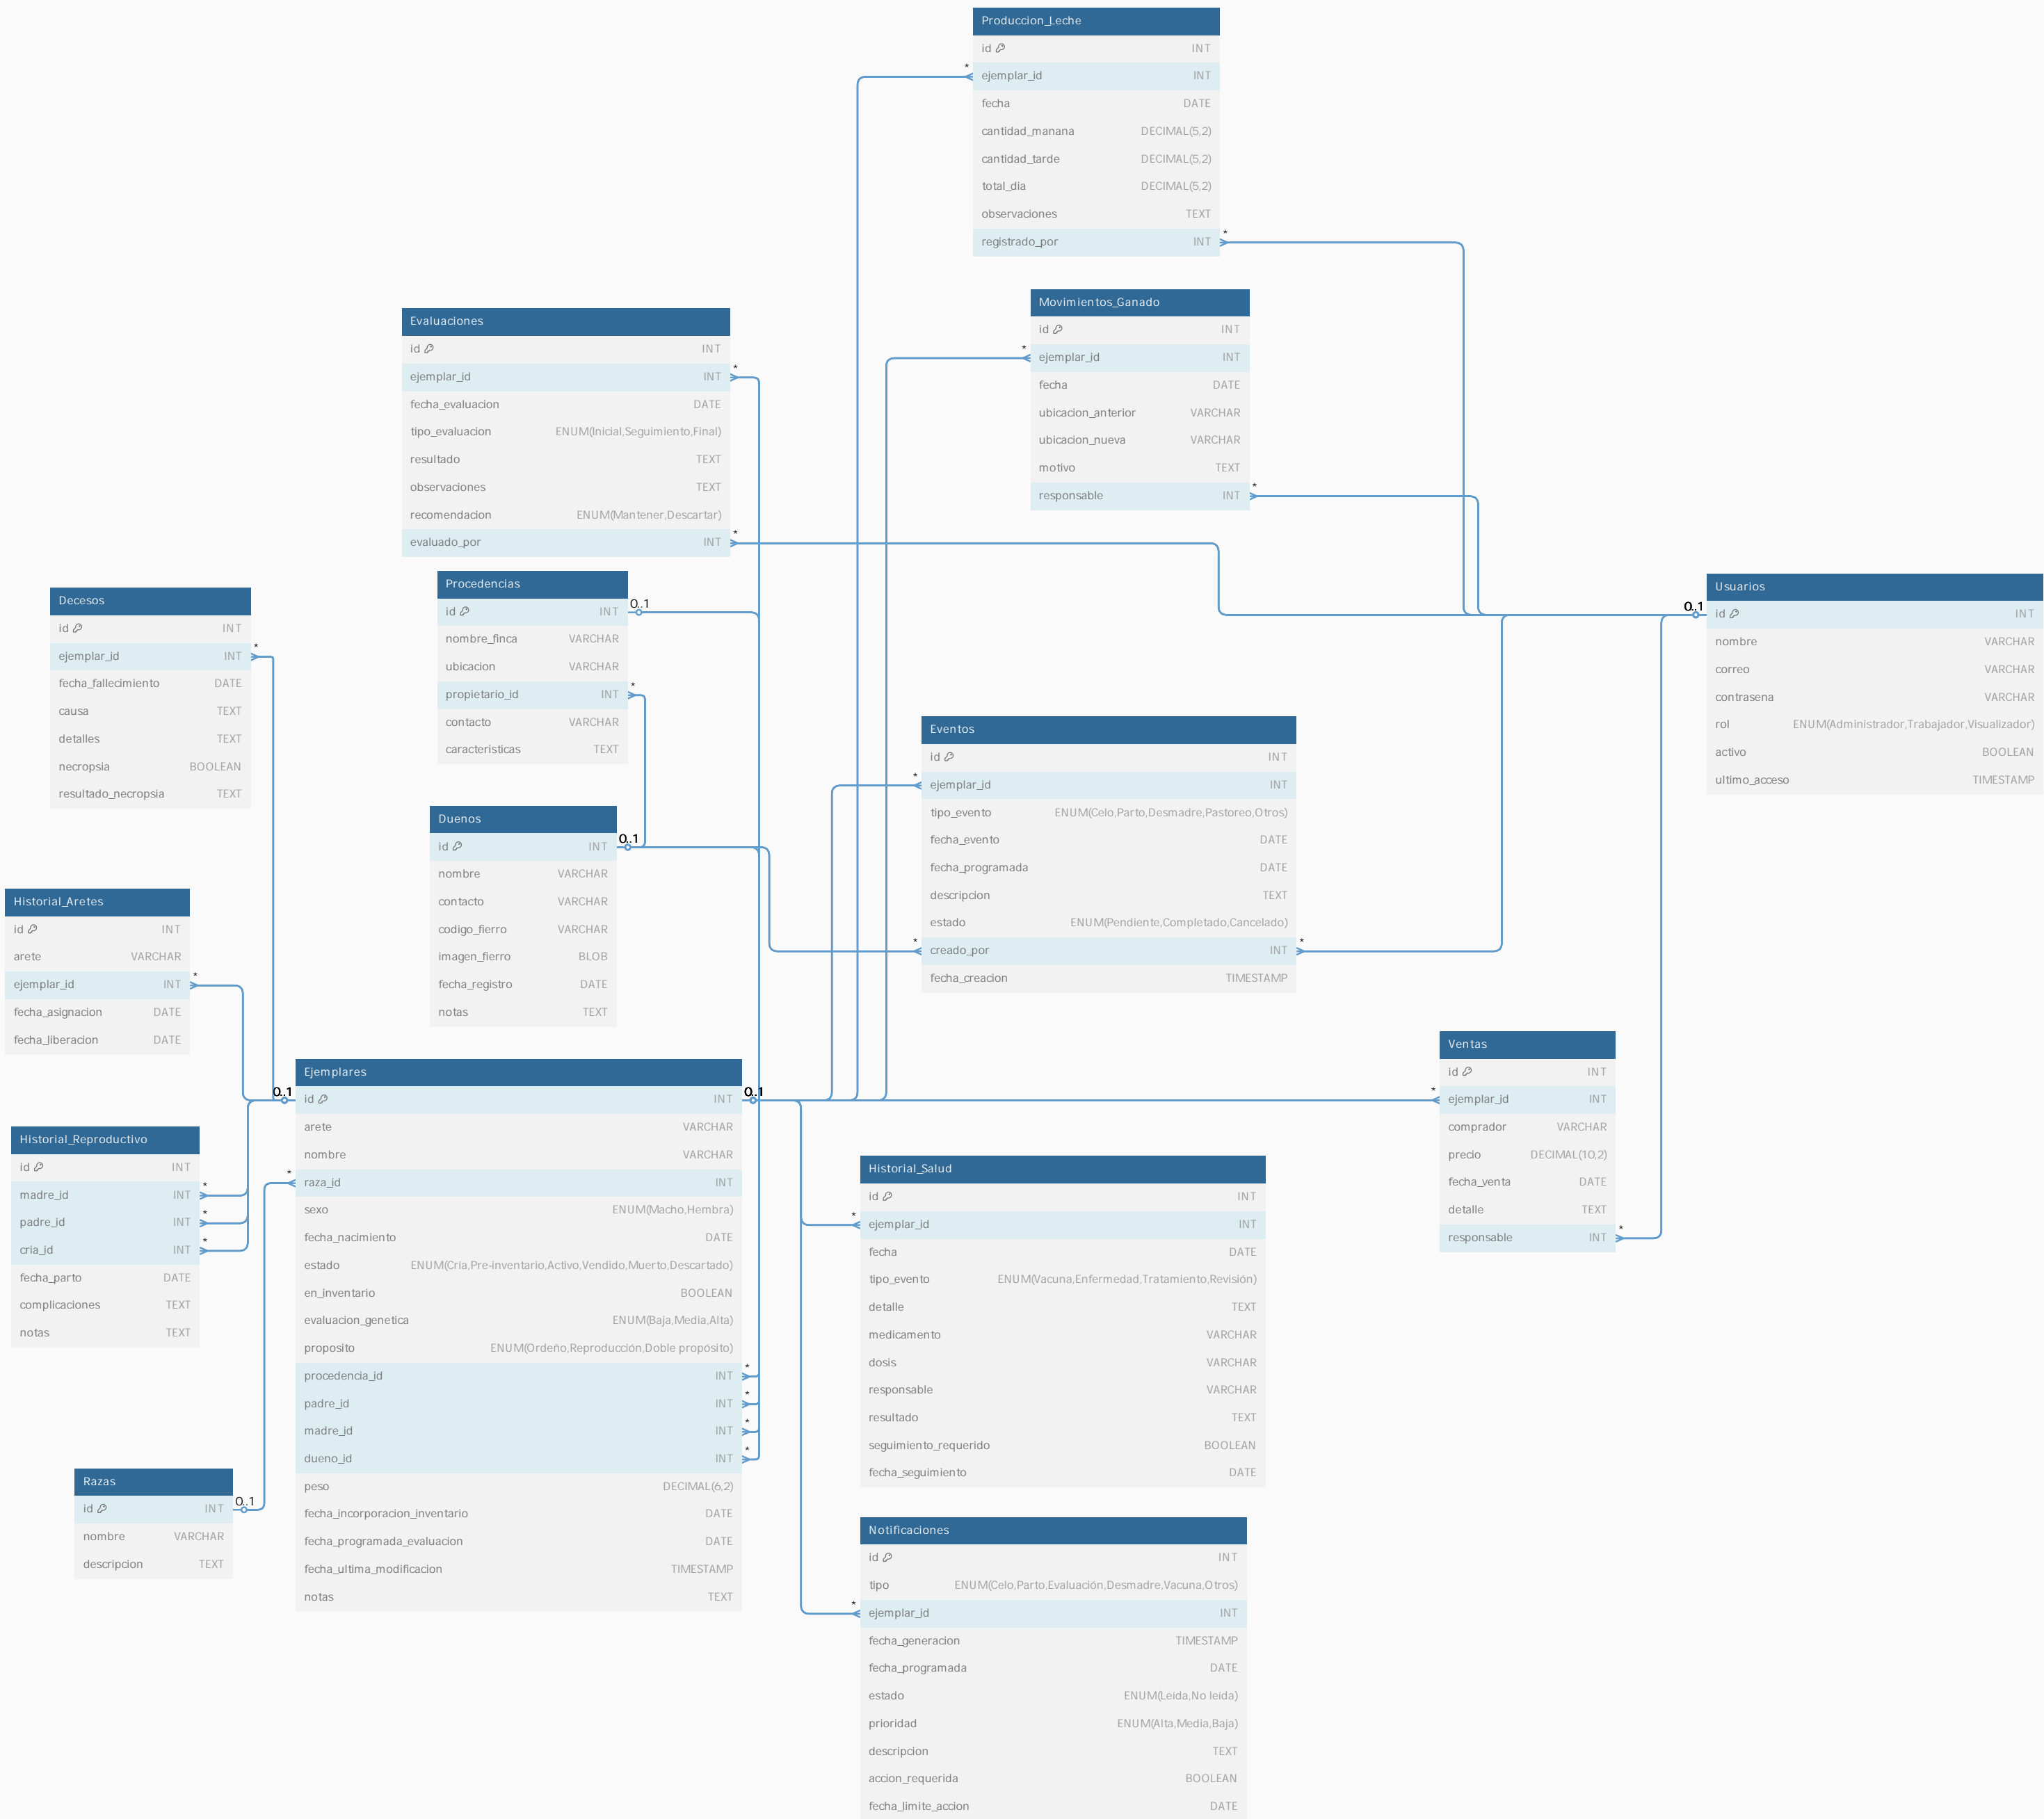 Produccion_Leche
id INT
* ejemplar_id INT
fecha DATE
cantidad_manana DECIMAL(5,2)
cantidad_tarde DECIMAL(5,2)
total_dia DECIMAL(5,2)
observaciones TEXT
registrado_por INT *
Movimientos_Ganado
id INT
* ejemplar_id INT
fecha DATE
ubicacion_anterior VARCHAR
ubicacion_nueva VARCHAR
motivo TEXT
responsable INT *
Evaluaciones
id INT
ejemplar_id INT *
fecha_evaluacion DATE
tipo_evaluacion ENUM(Inicial,Seguimiento,Final)
resultado TEXT
observaciones TEXT
recomendacion ENUM(Mantener,Descartar)
evaluado_por INT *
Procedencias
id INT 0..1
nombre_finca VARCHAR
ubicacion VARCHAR
propietario_id INT *
contacto VARCHAR
caracteristicas TEXT
Usuarios
0..1 id INT
nombre VARCHAR
correo VARCHAR
contrasena VARCHAR
rol ENUM(Administrador,Trabajador,Visualizador)
activo BOOLEAN
ultimo_acceso TIMESTAMP
Decesos
id INT
ejemplar_id INT *
fecha_fallecimiento DATE
causa TEXT
detalles TEXT
necropsia BOOLEAN
resultado_necropsia TEXT
Eventos
id INT
* ejemplar_id INT
tipo_evento ENUM(Celo,Parto,Desmadre,Pastoreo,Otros)
fecha_evento DATE
fecha_programada DATE
descripcion TEXT
estado ENUM(Pendiente,Completado,Cancelado)
* creado_por INT *
fecha_creacion TIMESTAMP
Duenos
id INT 0..1
nombre VARCHAR
contacto VARCHAR
codigo_fierro VARCHAR
imagen_fierro BLOB
fecha_registro DATE
notas TEXT
Historial_Aretes
id INT
arete VARCHAR
ejemplar_id INT *
fecha_asignacion DATE
fecha_liberacion DATE
Ventas
id INT
* ejemplar_id INT
comprador VARCHAR
precio DECIMAL(10,2)
fecha_venta DATE
detalle TEXT
responsable INT *
Ejemplares
0..1 id INT 0..1
arete VARCHAR
nombre VARCHAR
* raza_id INT
sexo ENUM(Macho,Hembra)
fecha_nacimiento DATE
estado ENUM(Cría,Pre-inventario,Activo,Vendido,Muerto,Descartado)
en_inventario BOOLEAN
evaluacion_genetica ENUM(Baja,Media,Alta)
proposito ENUM(Ordeño,Reproducción,Doble propósito)
procedencia_id INT *
padre_id INT *
madre_id INT *
dueno_id INT *
peso DECIMAL(6,2)
fecha_incorporacion_inventario DATE
fecha_programada_evaluacion DATE
fecha_ultima_modificacion TIMESTAMP
notas TEXT
Historial_Reproductivo
id INT
madre_id INT *
padre_id INT *
cria_id INT *
fecha_parto DATE
complicaciones TEXT
notas TEXT
Historial_Salud
id INT
* ejemplar_id INT
fecha DATE
tipo_evento ENUM(Vacuna,Enfermedad,Tratamiento,Revisión)
detalle TEXT
medicamento VARCHAR
dosis VARCHAR
responsable VARCHAR
resultado TEXT
seguimiento_requerido BOOLEAN
fecha_seguimiento DATE
Razas
id INT 0..1
nombre VARCHAR
descripcion TEXT
Notificaciones
id INT
tipo ENUM(Celo,Parto,Evaluación,Desmadre,Vacuna,Otros)
* ejemplar_id INT
fecha_generacion TIMESTAMP
fecha_programada DATE
estado ENUM(Leída,No leída)
prioridad ENUM(Alta,Media,Baja)
descripcion TEXT
accion_requerida BOOLEAN
fecha_limite_accion DATE